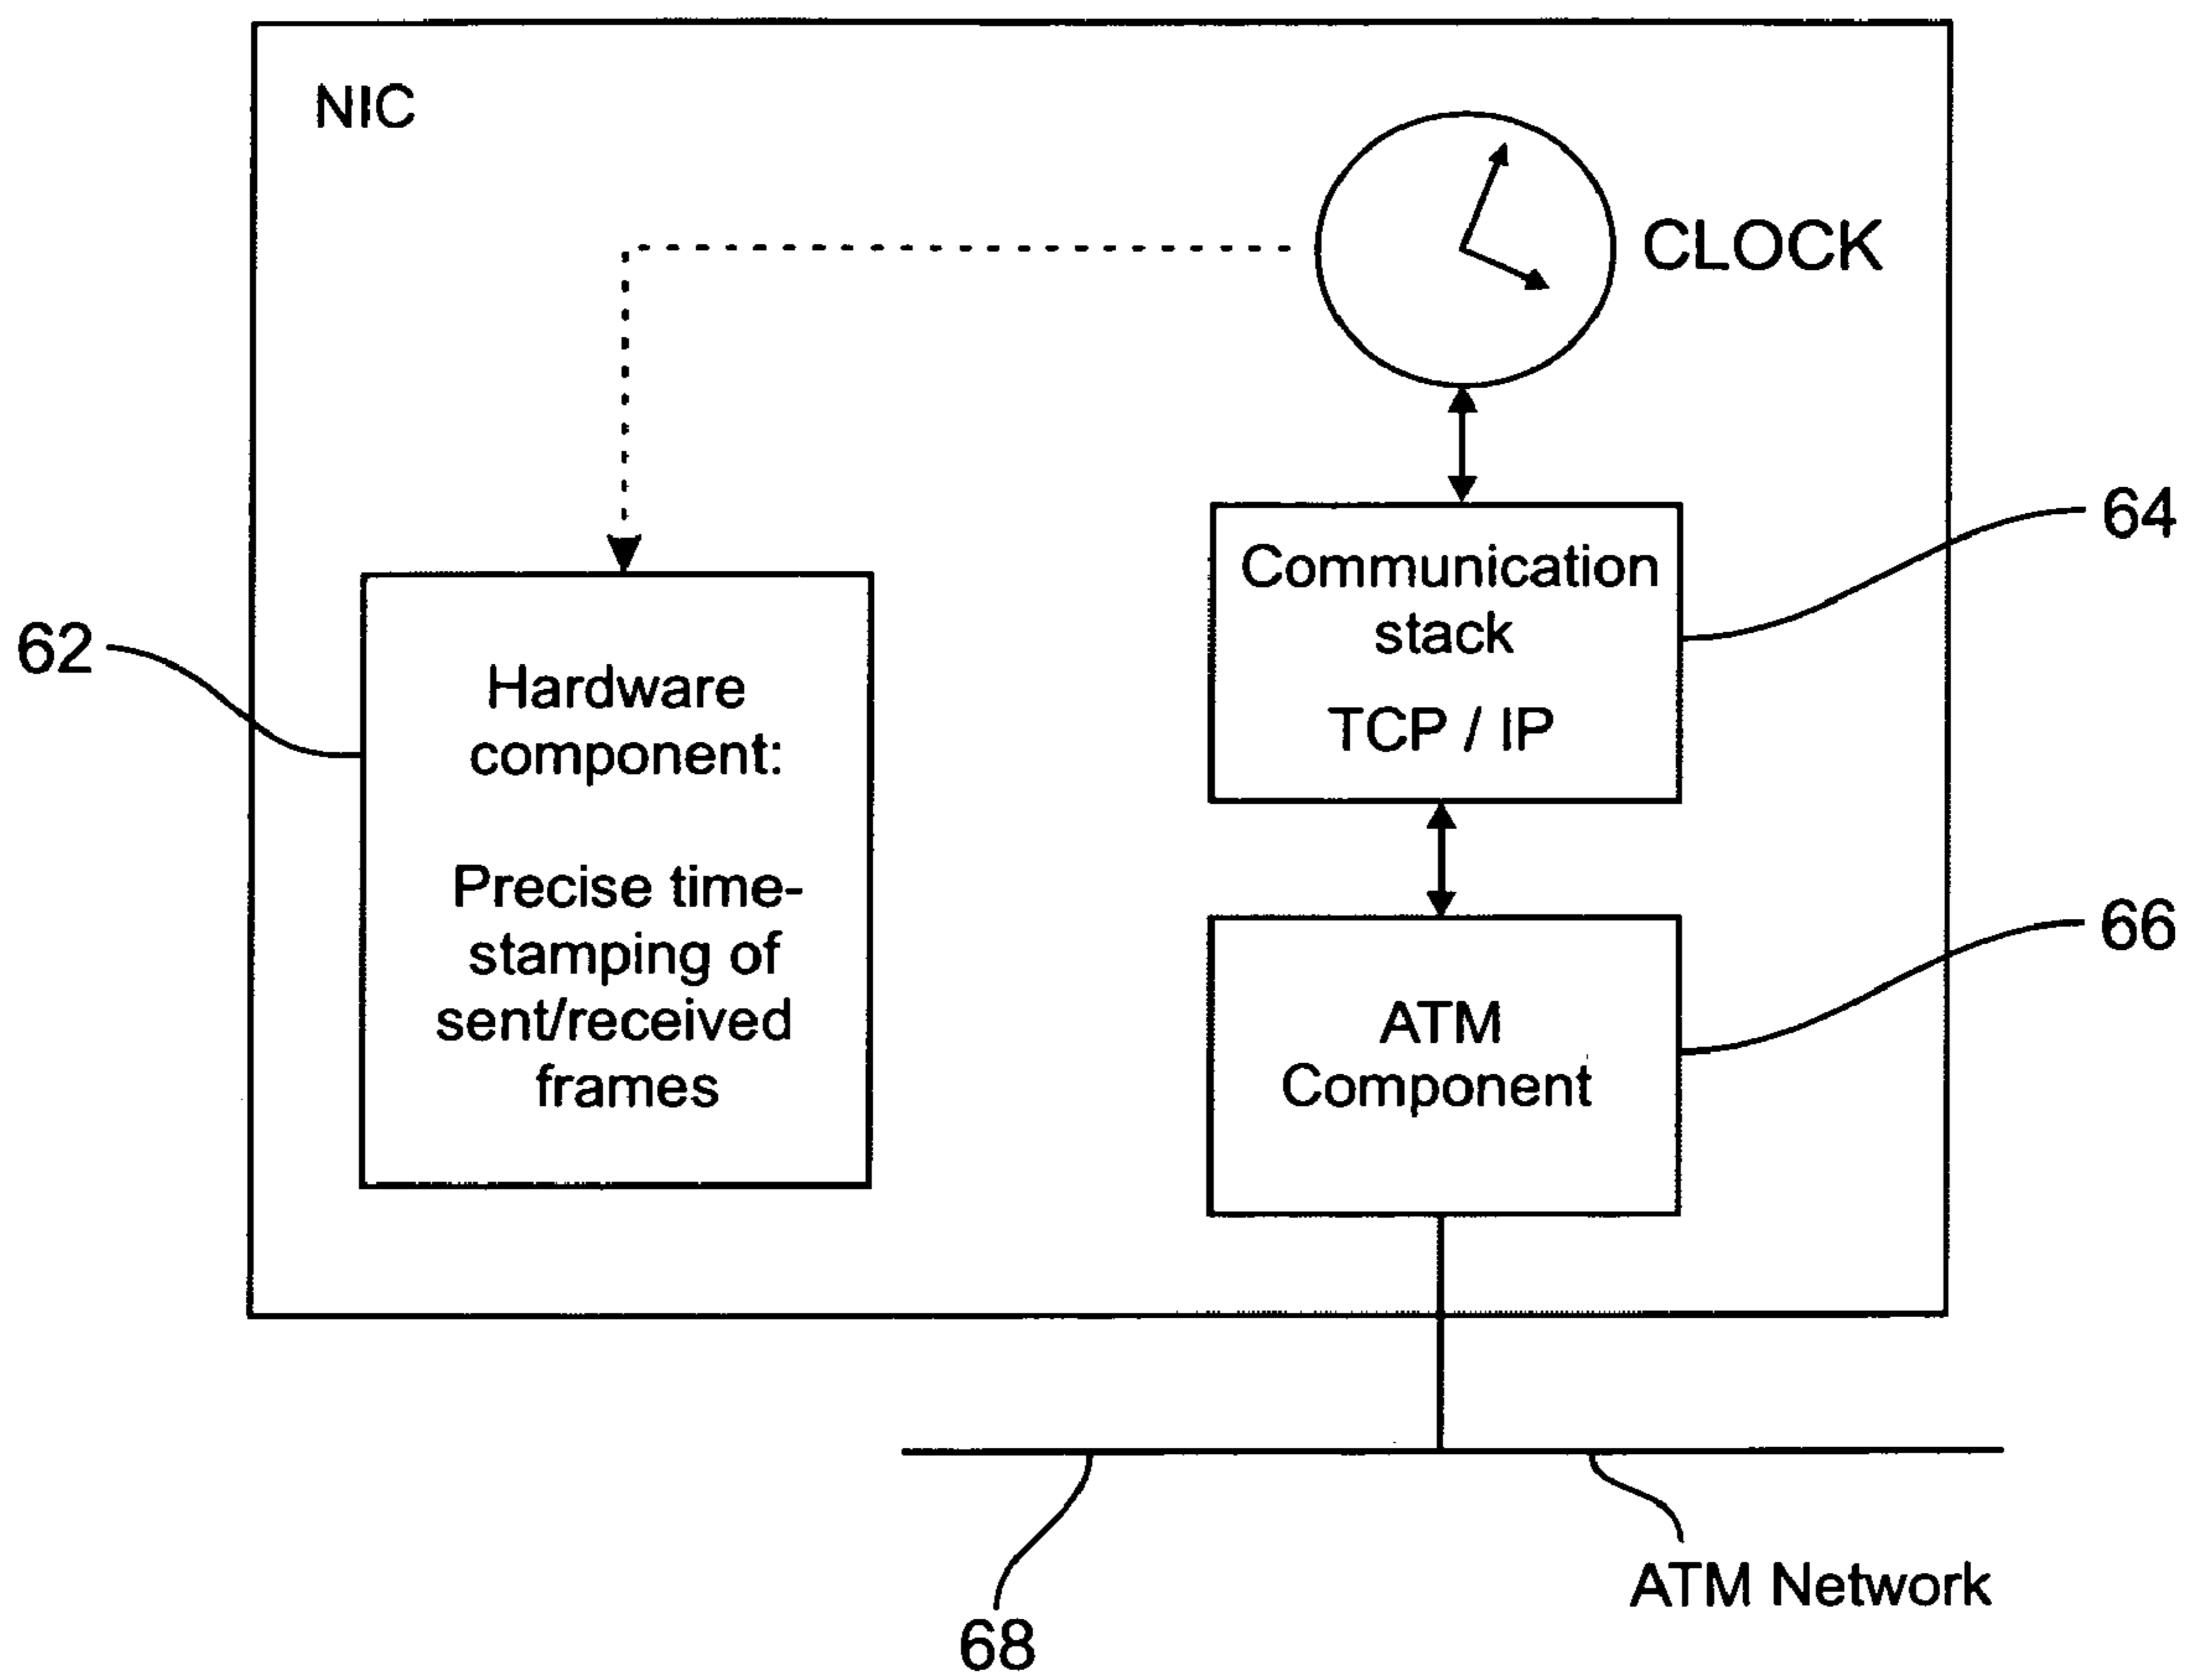 NIC
CLOCK
64
Communication
stack
TCP / IP
62
Hardware
component:
Precise time-
stamping of
sent/received
frames
66
ATM
Component
68
ATM Network